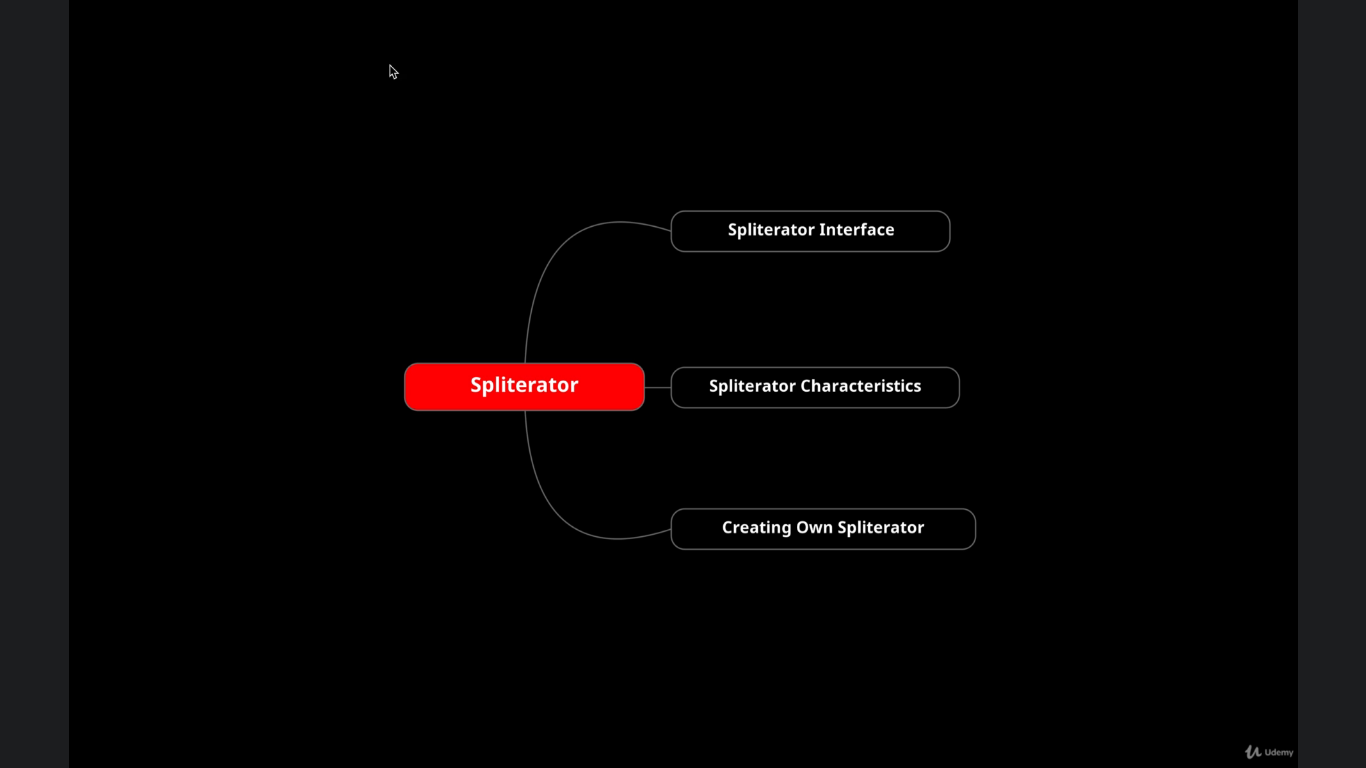 Spliterator Interface
Spliterator
Spliterator Characteristics
Creating Own Spliterator
Udemy